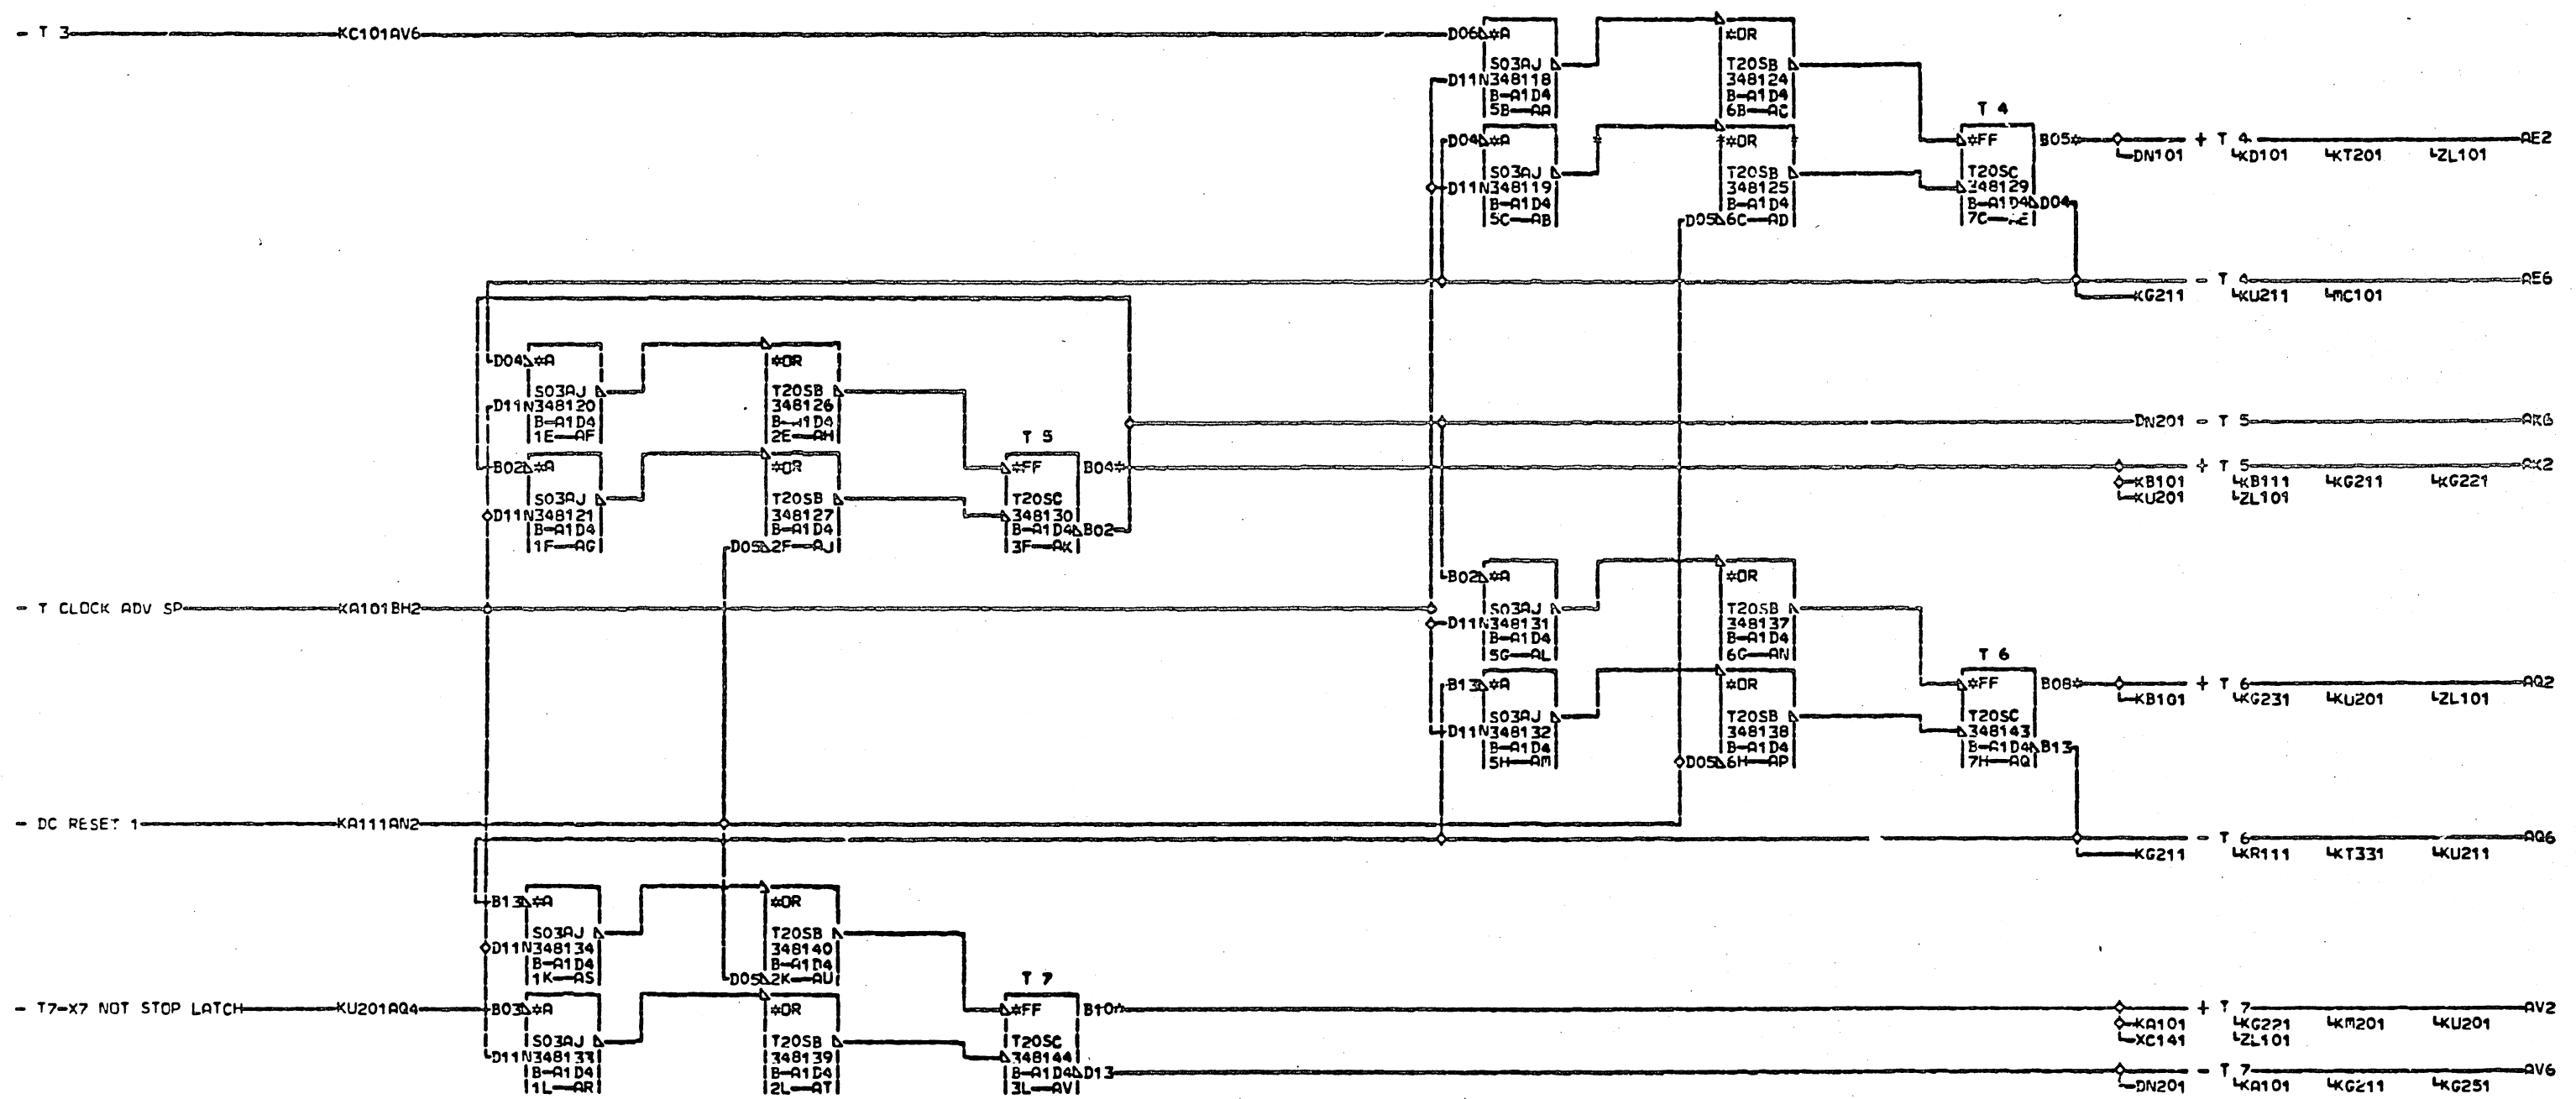 - T 3 KC101AV6 D06 *A *OR
S03AJ T20SB
D11N348118 348124
B-A1D4 B-A1D4
5B-AA 6B-AC T 4
D04 *A *OR *FF B05* + T 4 AE2
DN101 KD101 KT201 ZL101
S03AJ T20SB T20SC
D11N348119 348125 348129
B-A1D4 B-A1D4 B-A1D4 D04
5C-AB D05 6C-AD 7C-AE
- T 4 AE6
KG211 KU211 MC101
D04 *A *OR
S03AJ T20SB
D11N348120 348126
B-A1D4 B-A1D4
1E-AF 2E-AH T 5
DN201 - T 5 AK6
B02 *A *OR *FF B04* + T 5 AK2
KB101 KB111 KG211 KG221
S03AJ T20SB T20SC
KU201 ZL101
D11N348121 348127 348130
B-A1D4 B-A1D4 B-A1D4 B02
1F-AG D05 2F-AJ 3F-AK
B02 *A *OR
- T CLOCK ADV SP KA101BH2 S03AJ T20SB
D11N348131 348137
B-A1D4 B-A1D4
5G-AL 6G-AN T 6
B13 *A *OR *FF B08* + T 6 AQ2
KB101 KG231 KU201 ZL101
S03AJ T20SB T20SC
D11N348132 348138 348143
B-A1D4 B-A1D4 B-A1D4 B13
5H-AM D05 6H-AP 7H-AQ
- DC RESET 1 KA111AN2
- T 6 AQ6
KG211 KR111 KT331 KU211
B13 *A *OR
S03AJ T20SB
D11N348134 348140
B-A1D4 B-A1D4
1K-AS D05 2K-AU T 7
- T7-X7 NOT STOP LATCH KU201AQ4 B03 *A *OR *FF B10* + T 7 AV2
KA101 KG221 KM201 KU201
S03AJ T20SB T20SC XC141 ZL101
D11N348133 348139 348144
B-A1D4 B-A1D4 B-A1D4 D13 - T 7 AV6
1L-AR 2L-AT 3L-AV DN201 KA101 KG211 KG251